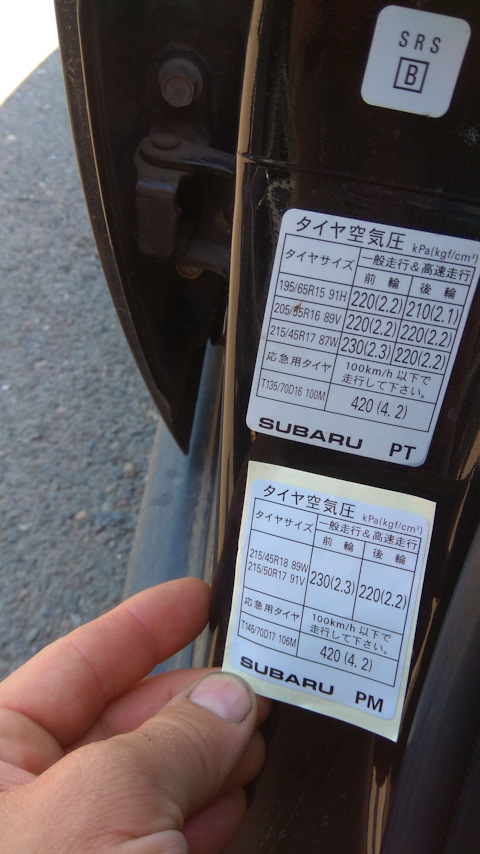 SRS
B
タイヤ空気圧 kPa(kgf/cm²)
タイヤサイズ 一般走行&高速走行
前輪 後輪
195/65R15 91H 220(2.2) 210(2.1)
205/55R16 89V 220(2.2) 220(2.2)
215/45R17 87W 230(2.3) 220(2.2)
応急用タイヤ 100km/h以下で
走行して下さい。
T135/70D16 100M 420(4.2)
SUBARU PT
タイヤ空気圧 kPa(kgf/cm²)
タイヤサイズ 一般走行&高速走行
前輪 後輪
215/45R18 89W
215/50R17 91V 230(2.3) 220(2.2)
応急用タイヤ 100km/h以下で
走行して下さい。
T145/70D17 106M 420(4.2)
SUBARU PM